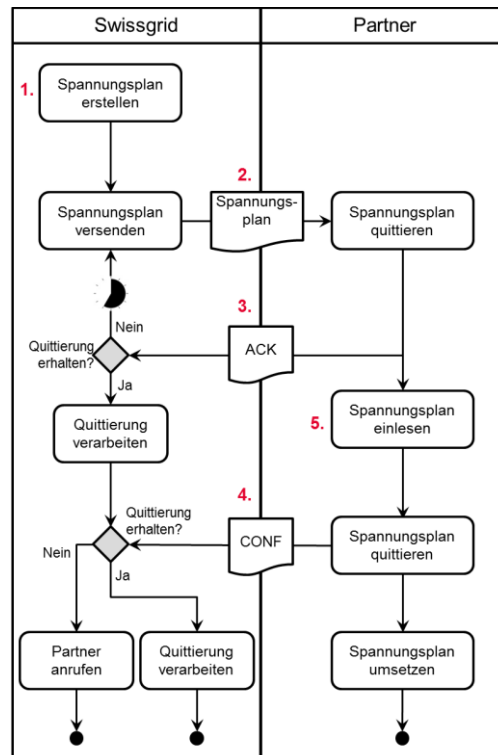 Swissgrid
Partner
1.
Spannungsplan
erstellen
2.
Spannungsplan
versenden
Spannungs-
plan
Spannungsplan
quittieren
3.
Nein
Quittierung
erhalten?
ACK
Ja
Quittierung
verarbeiten
5.
Spannungsplan
einlesen
4.
Quittierung
erhalten?
Nein
CONF
Spannungsplan
quittieren
Ja
Partner
anrufen
Quittierung
verarbeiten
Spannungsplan
umsetzen